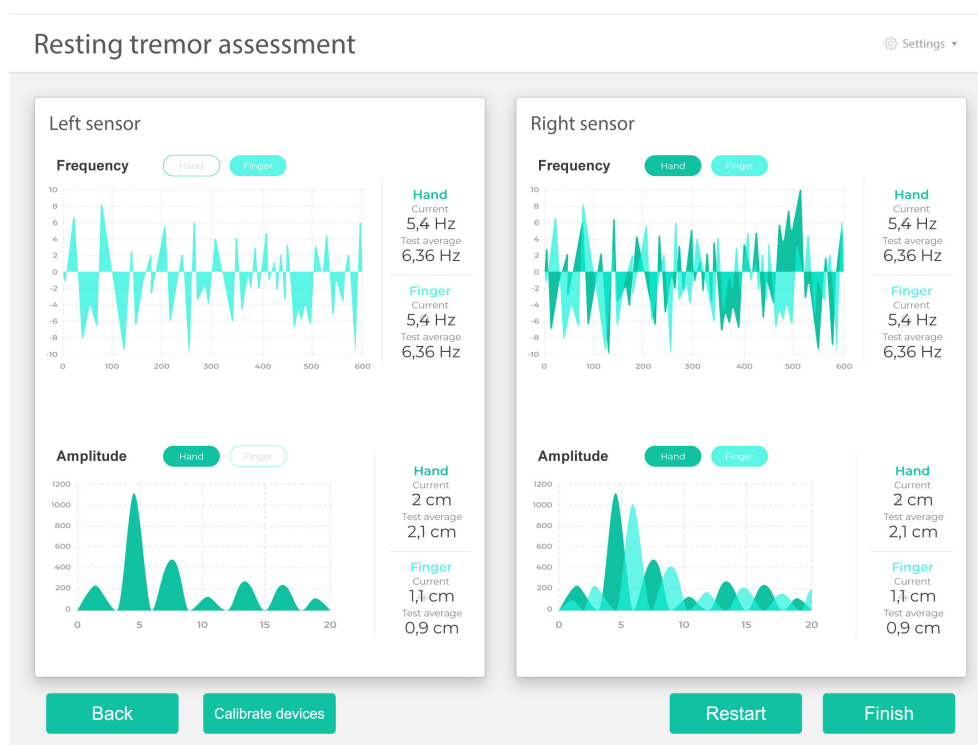 Resting tremor assessment
Settings
Left sensor
Frequency Hand Finger
10
8
6
4
2
0
-2
-4
-6
-8
-10
0 100 200 300 400 500 600
Hand
Current
5,4 Hz
Test average
6,36 Hz
Finger
Current
5,4 Hz
Test average
6,36 Hz
Amplitude Hand Finger
1200
1000
800
600
400
200
0
0 5 10 15 20
Hand
Current
2 cm
Test average
2,1 cm
Finger
Current
1,1 cm
Test average
0,9 cm
Right sensor
Frequency Hand Finger
10
8
6
4
2
0
-2
-4
-6
-8
-10
0 100 200 300 400 500 600
Hand
Current
5,4 Hz
Test average
6,36 Hz
Finger
Current
5,4 Hz
Test average
6,36 Hz
Amplitude Hand Finger
1200
1000
800
600
400
200
0
0 5 10 15 20
Hand
Current
2 cm
Test average
2,1 cm
Finger
Current
1,1 cm
Test average
0,9 cm
Back Calibrate devices Restart Finish